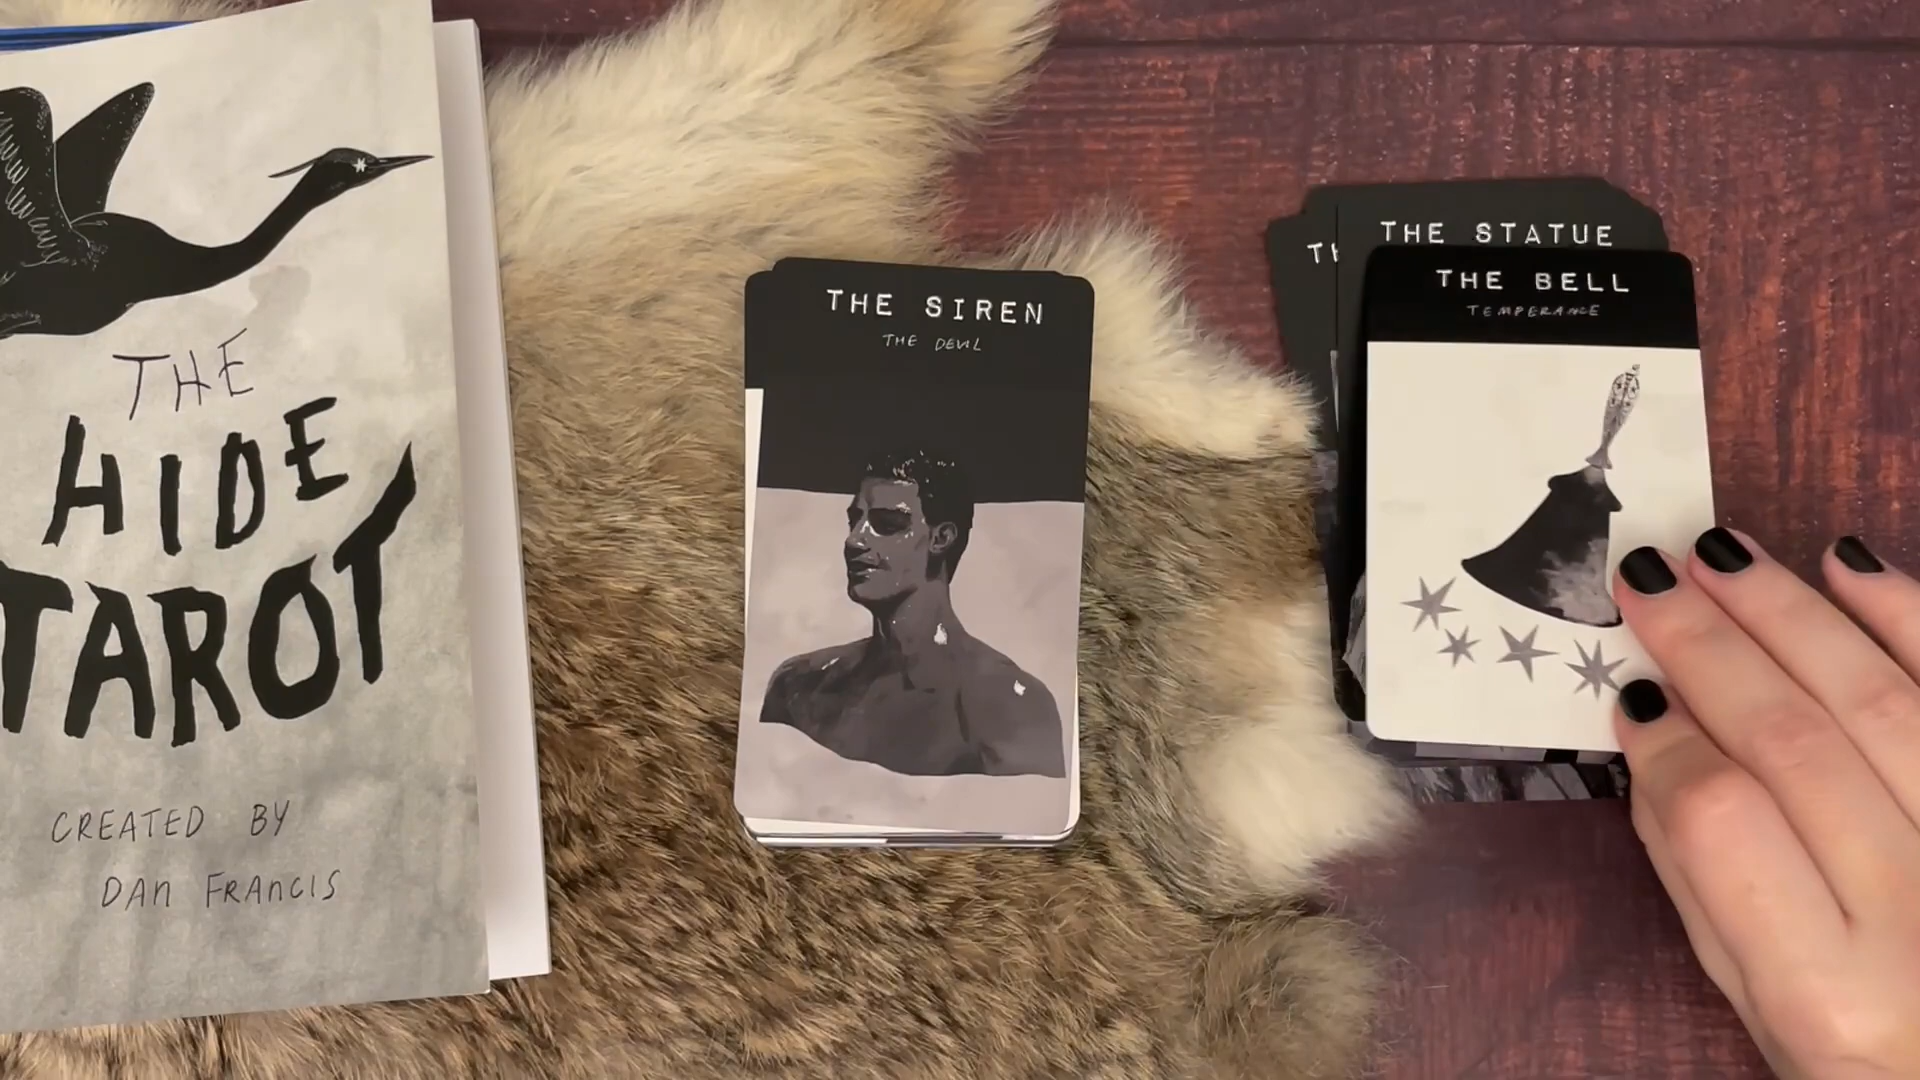 THE
HIDE
TAROT
CREATED BY
DAN FRANCIS
THE SIREN
THE DEVIL
THE STATUE
THE BELL
TEMPERANCE